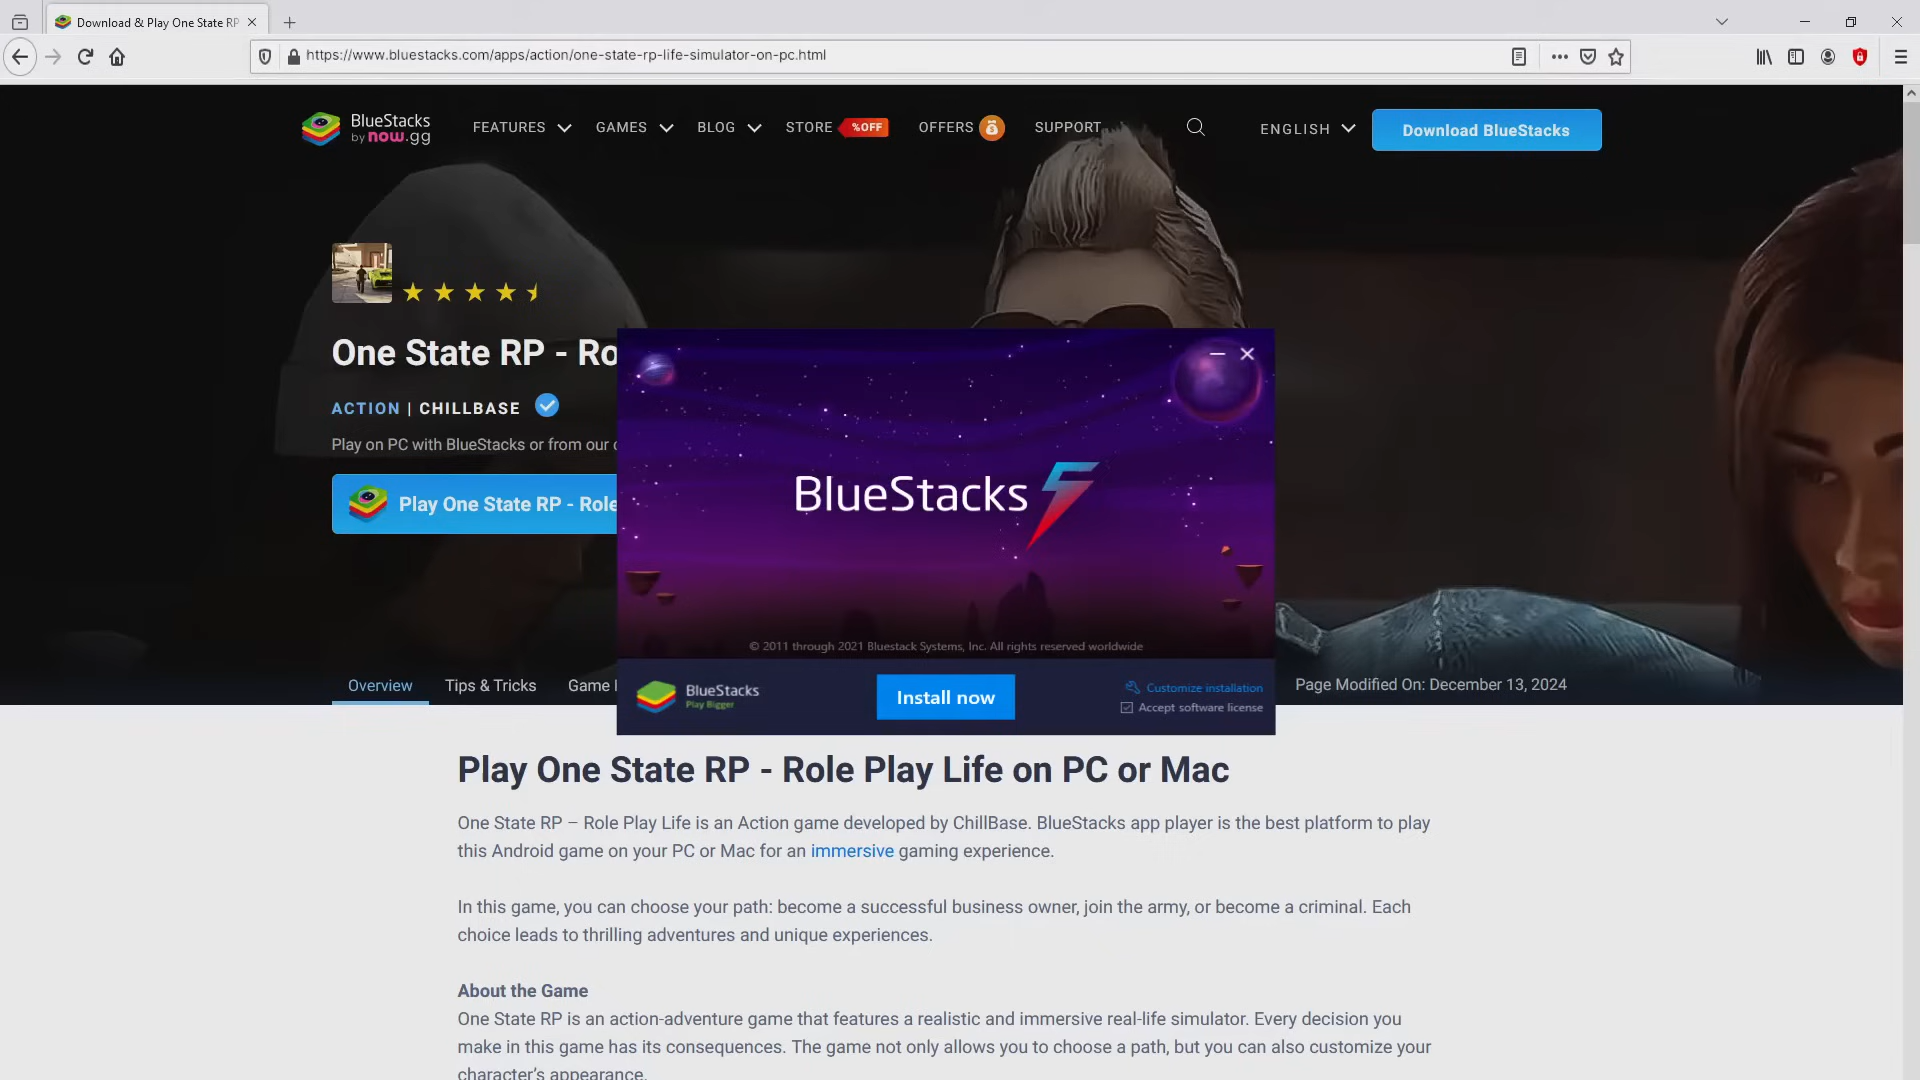 Download & Play One State RP
https://www.bluestacks.com/apps/action/one-state-rp-life-simulator-on-pc.html
BlueStacks
by now.gg
FEATURES
GAMES
BLOG
STORE
%OFF
OFFERS
SUPPORT
ENGLISH
Download BlueStacks
One State RP - Ro
ACTION | CHILLBASE
Play on PC with BlueStacks or from our
Play One State RP - Role
BlueStacks 5
© 2011 through 2021 Bluestack Systems, Inc. All rights reserved worldwide
BlueStacks
Play Bigger
Install now
Customize installation
Accept software license
Overview
Tips & Tricks
Game
Page Modified On: December 13, 2024
Play One State RP - Role Play Life on PC or Mac
One State RP – Role Play Life is an Action game developed by ChillBase. BlueStacks app player is the best platform to play
this Android game on your PC or Mac for an immersive gaming experience.
In this game, you can choose your path: become a successful business owner, join the army, or become a criminal. Each
choice leads to thrilling adventures and unique experiences.
About the Game
One State RP is an action-adventure game that features a realistic and immersive real-life simulator. Every decision you
make in this game has its consequences. The game not only allows you to choose a path, but you can also customize your
character's appearance.